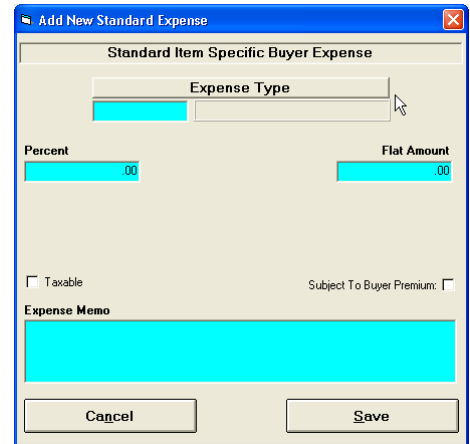 Add New Standard Expense
Standard Item Specific Buyer Expense
Expense Type
Percent Flat Amount
.00 .00
Taxable Subject To Buyer Premium:
Expense Memo
Cancel Save